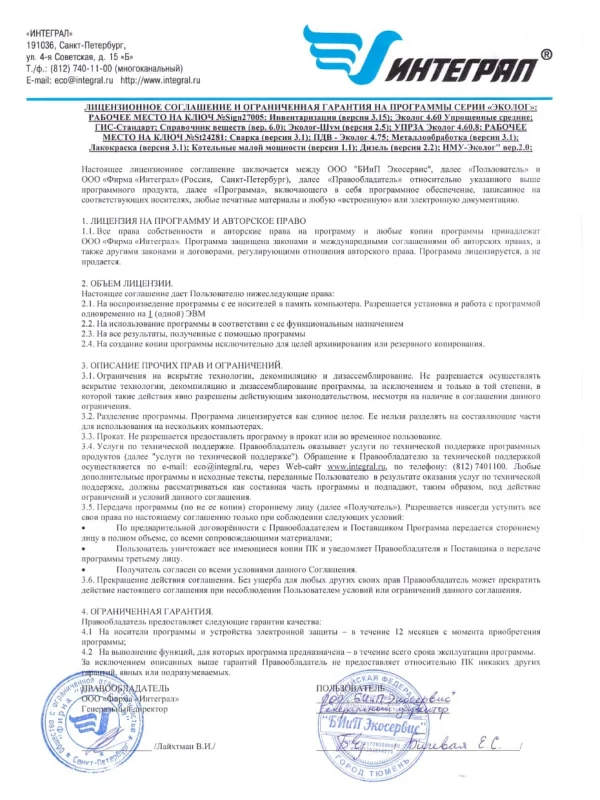 «ИНТЕГРАЛ»
191036, Санкт-Петербург,
ул. 4-я Советская, д. 15 «Б»
Т./ф.: (812) 740-11-00 (многоканальный)
E-mail: eco@integral.ru http://www.integral.ru
ИНТЕГРАЛ®
ЛИЦЕНЗИОННОЕ СОГЛАШЕНИЕ И ОГРАНИЧЕННАЯ ГАРАНТИЯ НА ПРОГРАММЫ СЕРИИ «ЭКОЛОГ»:
РАБОЧЕЕ МЕСТО НА КЛЮЧ №Sign27005: Инвентаризация (версия 3.15); Эколог 4.60 Упрощенные средние;
ГИС-Стандарт; Справочник веществ (вер. 6.0); Эколог-Шум (версия 2.5); УПРЗА Эколог 4.60.8; РАБОЧЕЕ
МЕСТО НА КЛЮЧ №St24281: Сварка (версия 3.1); ПДВ - Эколог 4.75; Металлообработка (версия 3.1);
Лакокраска (версия 3.1); Котельные малой мощности (версия 1.1); Дизель (версия 2.2); НМУ-Эколог" вер.2.0;
Настоящее лицензионное соглашение заключается между ООО "БИиП Экосервис", далее «Пользователь» и
ООО «Фирма «Интеграл» (Россия, Санкт-Петербург), далее «Правообладатель» относительно указанного выше
программного продукта, далее «Программа», включающего в себя программное обеспечение, записанное на
соответствующих носителях, любые печатные материалы и любую «встроенную» или электронную документацию.
1. ЛИЦЕНЗИЯ НА ПРОГРАММУ И АВТОРСКОЕ ПРАВО
1.1. Все права собственности и авторские права на программу и любые копии программы принадлежат
ООО «Фирма «Интеграл». Программа защищена законами и международными соглашениями об авторских правах, а
также другими законами и договорами, регулирующими отношения авторского права. Программа лицензируется, а не
продается.
2. ОБЪЕМ ЛИЦЕНЗИИ.
Настоящее соглашение дает Пользователю нижеследующие права:
2.1. На воспроизведение программы с ее носителей в память компьютера. Разрешается установка и работа с программой
одновременно на 1 (одной) ЭВМ
2.2. На использование программы в соответствии с ее функциональным назначением
2.3. На все результаты, полученные с помощью программы
2.4. На создание копии программы исключительно для целей архивирования или резервного копирования.
3. ОПИСАНИЕ ПРОЧИХ ПРАВ И ОГРАНИЧЕНИЙ.
3.1. Ограничения на вскрытие технологии, декомпиляцию и дизассемблирование. Не разрешается осуществлять
вскрытие технологии, декомпиляцию и дизассемблирование программы, за исключением и только в той степени, в
которой такие действия явно разрешены действующим законодательством, несмотря на наличие в соглашении данного
ограничения.
3.2. Разделение программы. Программа лицензируется как единое целое. Ее нельзя разделять на составляющие части
для использования на нескольких компьютерах.
3.3. Прокат. Не разрешается предоставлять программу в прокат или во временное пользование.
3.4. Услуги по технической поддержке. Правообладатель оказывает услуги по технической поддержке программных
продуктов (далее "услуги по технической поддержке"). Обращение к Правообладателю за технической поддержкой
осуществляется по e-mail: eco@integral.ru, через Web-сайт www.integral.ru, по телефону: (812) 7401100. Любые
дополнительные программы и исходные тексты, переданные Пользователю в результате оказания услуг по технической
поддержке, должны рассматриваться как составная часть программы и подпадают, таким образом, под действие
ограничений и условий данного соглашения.
3.5. Передача программы (но не ее копии) стороннему лицу (далее «Получатель»). Разрешается навсегда уступить все
свои права по настоящему соглашению только при соблюдении следующих условий:
• По предварительной договорённости с Правообладателем и Поставщиком Программа передается стороннему
лицу в полном объеме, со всеми сопровождающими материалами;
• Пользователь уничтожает все имеющиеся копии ПК и уведомляет Правообладателя и Поставщика о передаче
программы третьему лицу.
• Получатель согласен со всеми условиями данного Соглашения.
3.6. Прекращение действия соглашения. Без ущерба для любых других своих прав Правообладатель может прекратить
действие настоящего соглашения при несоблюдении Пользователем условий или ограничений данного соглашения.
4. ОГРАНИЧЕННАЯ ГАРАНТИЯ.
Правообладатель предоставляет следующие гарантии качества:
4.1 На носители программы и устройства электронной защиты – в течение 12 месяцев с момента приобретения
программы;
4.2 На выполнение функций, для которых программа предназначена – в течение всего срока эксплуатации программы.
За исключением описанных выше гарантий Правообладатель не предоставляет относительно ПК никаких других
гарантий, явных или подразумеваемых.
ПРАВООБЛАДАТЕЛЬ
ООО «Фирма «Интеграл»
Генеральный директор
/Лайхтман В.И./
ПОЛЬЗОВАТЕЛЬ
ООО "БИиП Экосервис"
Генеральный директор
"БИиП Экосервис"
Е.С. /
ГОРОД ТЮМЕНЬ
Санкт-Петербург